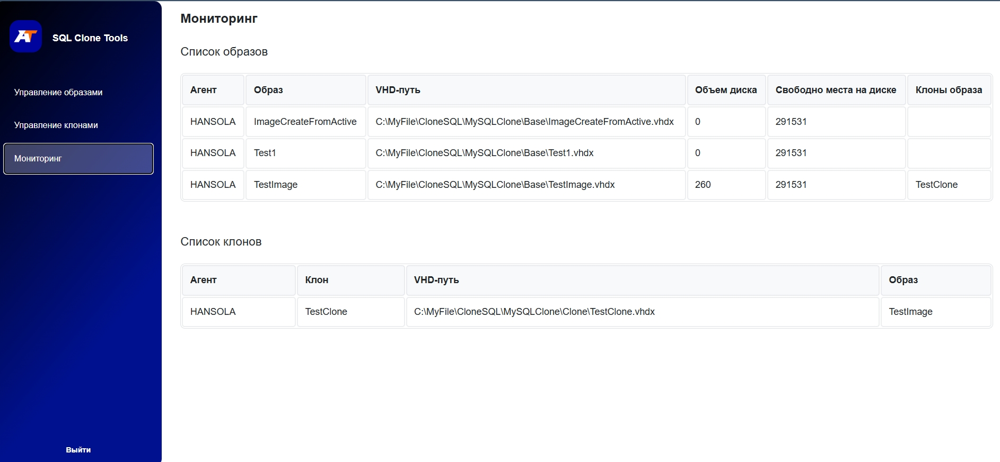 Мониторинг
AT
SQL Clone Tools
Управление образами
Управление клонами
Мониторинг
Выйти
Список образов
Агент Образ VHD-путь Объем диска Свободно места на диске Клоны образа
HANSOLA ImageCreateFromActive C:\MyFile\CloneSQL\MySQLClone\Base\ImageCreateFromActive.vhdx 0 291531
HANSOLA Test1 C:\MyFile\CloneSQL\MySQLClone\Base\Test1.vhdx 0 291531
HANSOLA TestImage C:\MyFile\CloneSQL\MySQLClone\Base\TestImage.vhdx 260 291531 TestClone
Список клонов
Агент Клон VHD-путь Образ
HANSOLA TestClone C:\MyFile\CloneSQL\MySQLClone\Clone\TestClone.vhdx TestImage